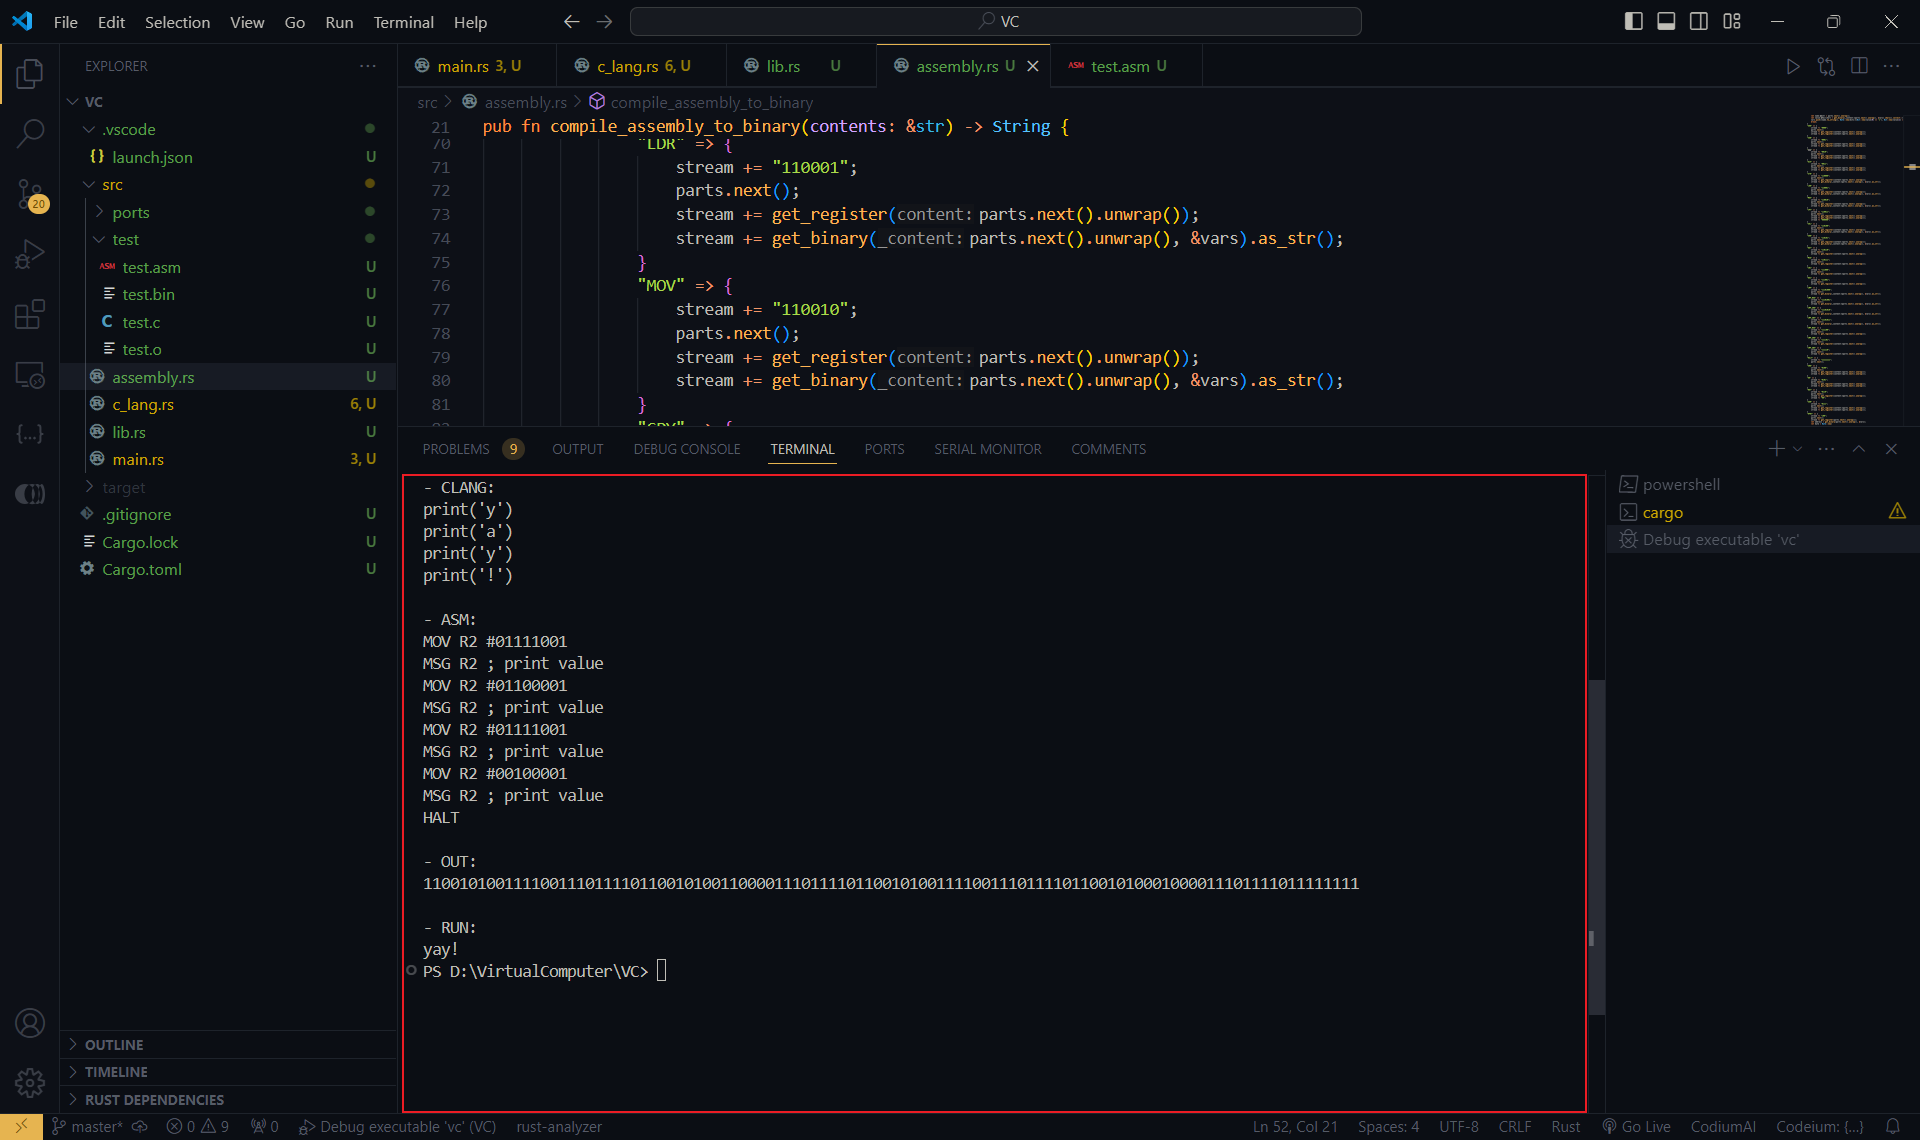 File Edit Selection View Go Run Terminal Help
VC
EXPLORER
VC
.vscode
launch.json U
src
ports
test
test.asm U
test.bin U
test.c U
test.o U
assembly.rs U
c_lang.rs 6, U
lib.rs U
main.rs 3, U
target
.gitignore U
Cargo.lock U
Cargo.toml U
OUTLINE
TIMELINE
RUST DEPENDENCIES
20
main.rs 3, U c_lang.rs 6, U lib.rs U assembly.rs U test.asm U
src > assembly.rs > compile_assembly_to_binary
21 pub fn compile_assembly_to_binary(contents: &str) -> String {
70 "LDR" => {
71 stream += "110001";
72 parts.next();
73 stream += get_register(content: parts.next().unwrap());
74 stream += get_binary(_content: parts.next().unwrap(), &vars).as_str();
75 }
76 "MOV" => {
77 stream += "110010";
78 parts.next();
79 stream += get_register(content: parts.next().unwrap());
80 stream += get_binary(_content: parts.next().unwrap(), &vars).as_str();
81 }
PROBLEMS 9 OUTPUT DEBUG CONSOLE TERMINAL PORTS SERIAL MONITOR COMMENTS
- CLANG:
print('y')
print('a')
print('y')
print('!')
- ASM:
MOV R2 #01111001
MSG R2 ; print value
MOV R2 #01100001
MSG R2 ; print value
MOV R2 #01111001
MSG R2 ; print value
MOV R2 #00100001
MSG R2 ; print value
HALT
- OUT:
11001010011110011101111011001010011000011101111011001010011110011101111011001010001000011101111011111111
- RUN:
yay!
PS D:\VirtualComputer\VC>
powershell
cargo
Debug executable 'vc'
master* 0 9 0 Debug executable 'vc' (VC) rust-analyzer Ln 52, Col 21 Spaces: 4 UTF-8 CRLF Rust Go Live CodiumAI Codeium: {...}